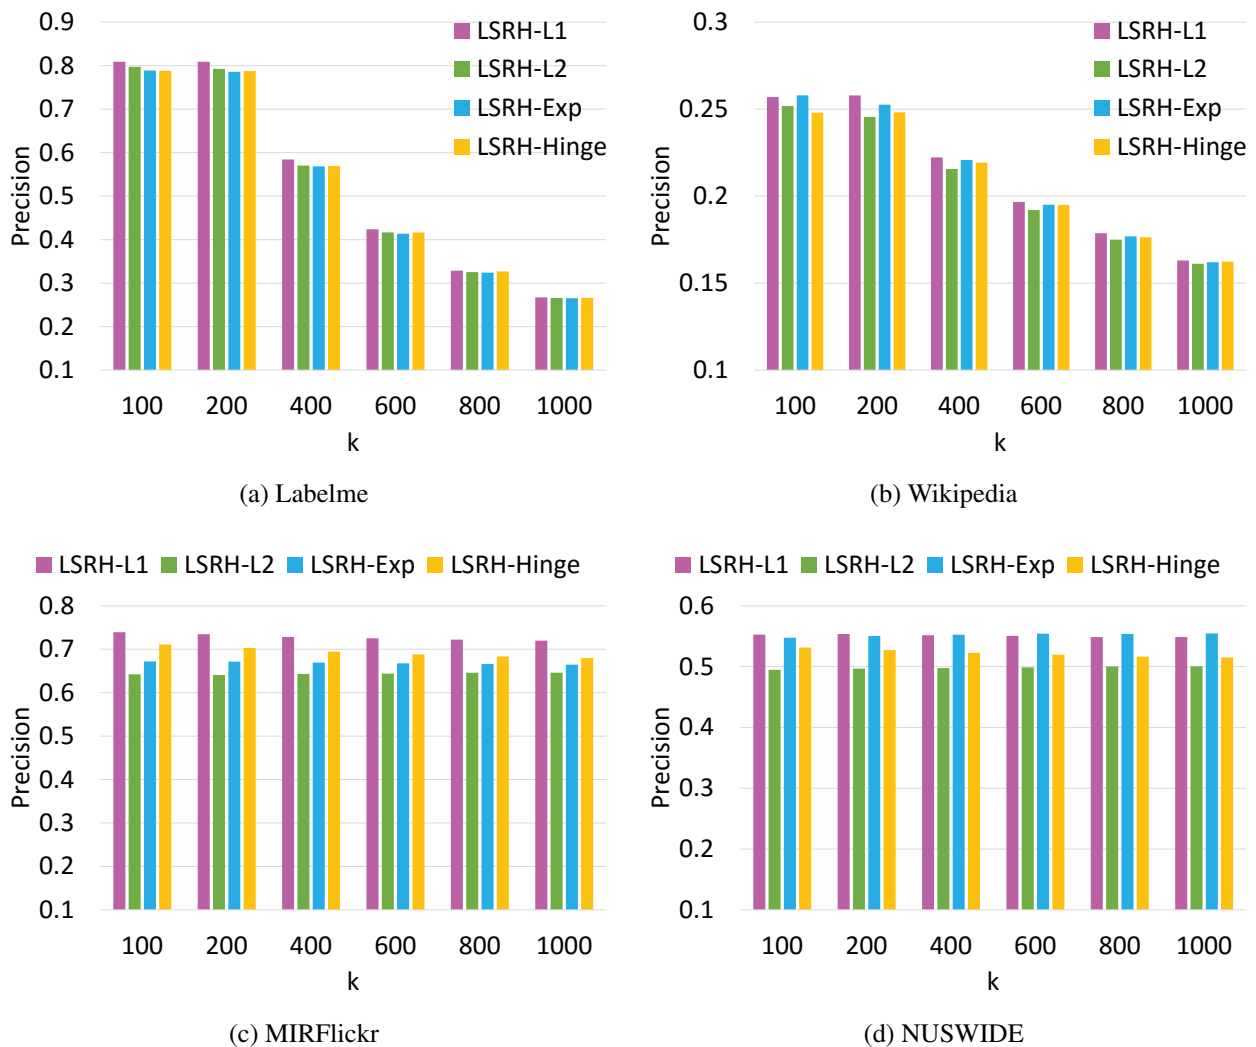 0.9
0.8
0.7
0.6
0.5
0.4
0.3
0.2
0.1
Precision
LSRH-L1
LSRH-L2
LSRH-Exp
LSRH-Hinge
100 200 400 600 800 1000
k
(a) Labelme
0.3
0.25
0.2
0.15
0.1
Precision
LSRH-L1
LSRH-L2
LSRH-Exp
LSRH-Hinge
100 200 400 600 800 1000
k
(b) Wikipedia
LSRH-L1 LSRH-L2 LSRH-Exp LSRH-Hinge
0.8
0.7
0.6
0.5
0.4
0.3
0.2
0.1
Precision
100 200 400 600 800 1000
k
(c) MIRFlickr
LSRH-L1 LSRH-L2 LSRH-Exp LSRH-Hinge
0.6
0.5
0.4
0.3
0.2
0.1
Precision
100 200 400 600 800 1000
k
(d) NUSWIDE